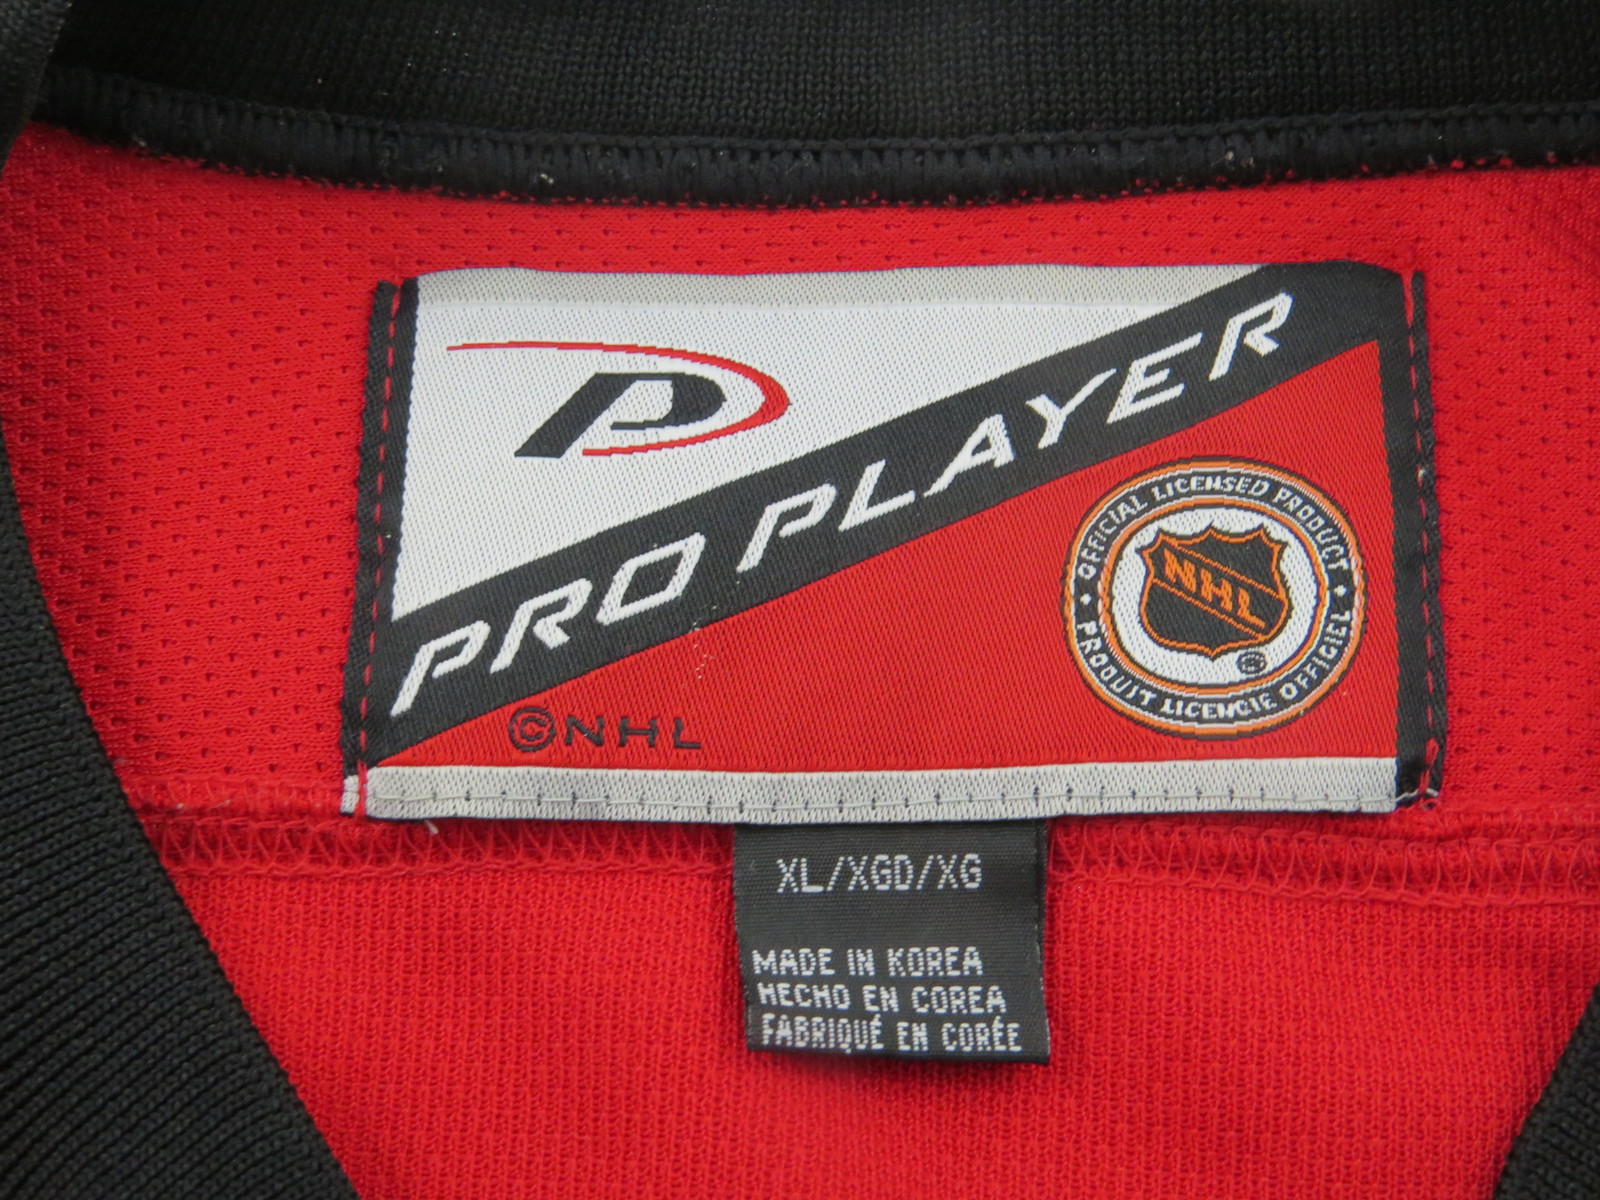 PRO PLAYER
OFFICIAL LICENSED PRODUCT
NHL
PRODUIT LICENCIE OFFICIEL
©NHL
XL/XGD/XG
MADE IN KOREA
HECHO EN COREA
FABRIQUÉ EN CORÉE